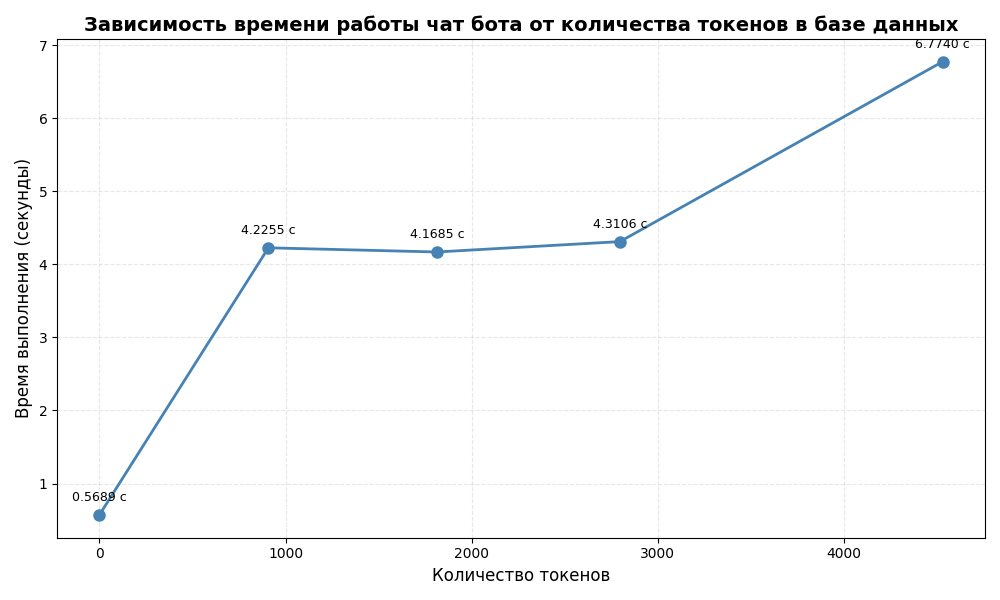 Зависимость времени работы чат бота от количества токенов в базе данных
7
6.7740 с
6
Время выполнения (секунды)
5
4.2255 с
4.1685 с
4.3106 с
4
3
2
1
0.5689 с
0
1000
2000
3000
4000
Количество токенов